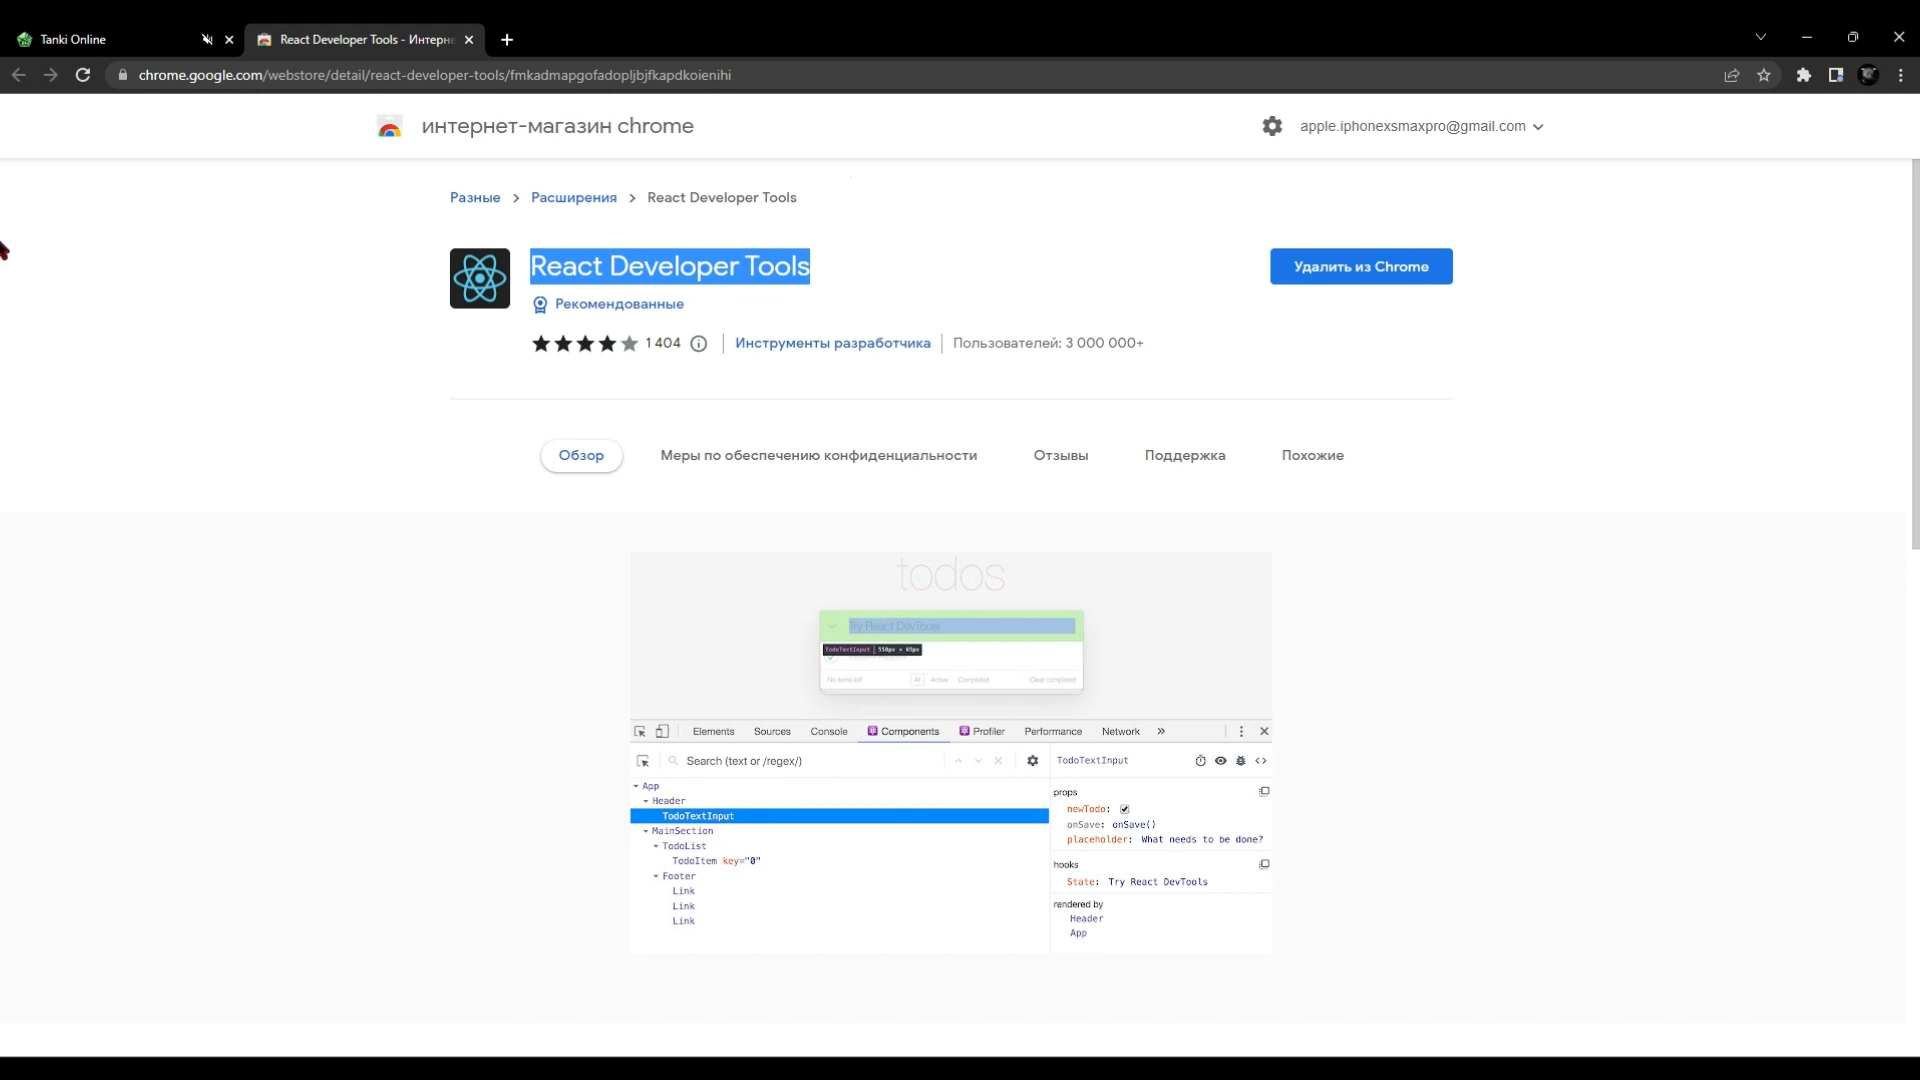 Tanki Online
React Developer Tools - Интерне
chrome.google.com/webstore/detail/react-developer-tools/fmkadmapgofadopljbjfkapdkoienihi
интернет-магазин chrome
apple.iphonexsmaxpro@gmail.com
Разные > Расширения > React Developer Tools
React Developer Tools
Удалить из Chrome
Рекомендованные
1 404
Инструменты разработчика
Пользователей: 3 000 000+
Обзор
Меры по обеспечению конфиденциальности
Отзывы
Поддержка
Похожие
todos
Try React DevTools
TodoTextInput | 550px × 65px
No items left
All
Active
Completed
Clear completed
Elements
Sources
Console
Components
Profiler
Performance
Network
Search (text or /regex/)
TodoTextInput
App
Header
TodoTextInput
MainSection
TodoList
TodoItem key="0"
Footer
Link
Link
Link
props
newTodo:
onSave: onSave()
placeholder: What needs to be done?
hooks
State: Try React DevTools
rendered by
Header
App